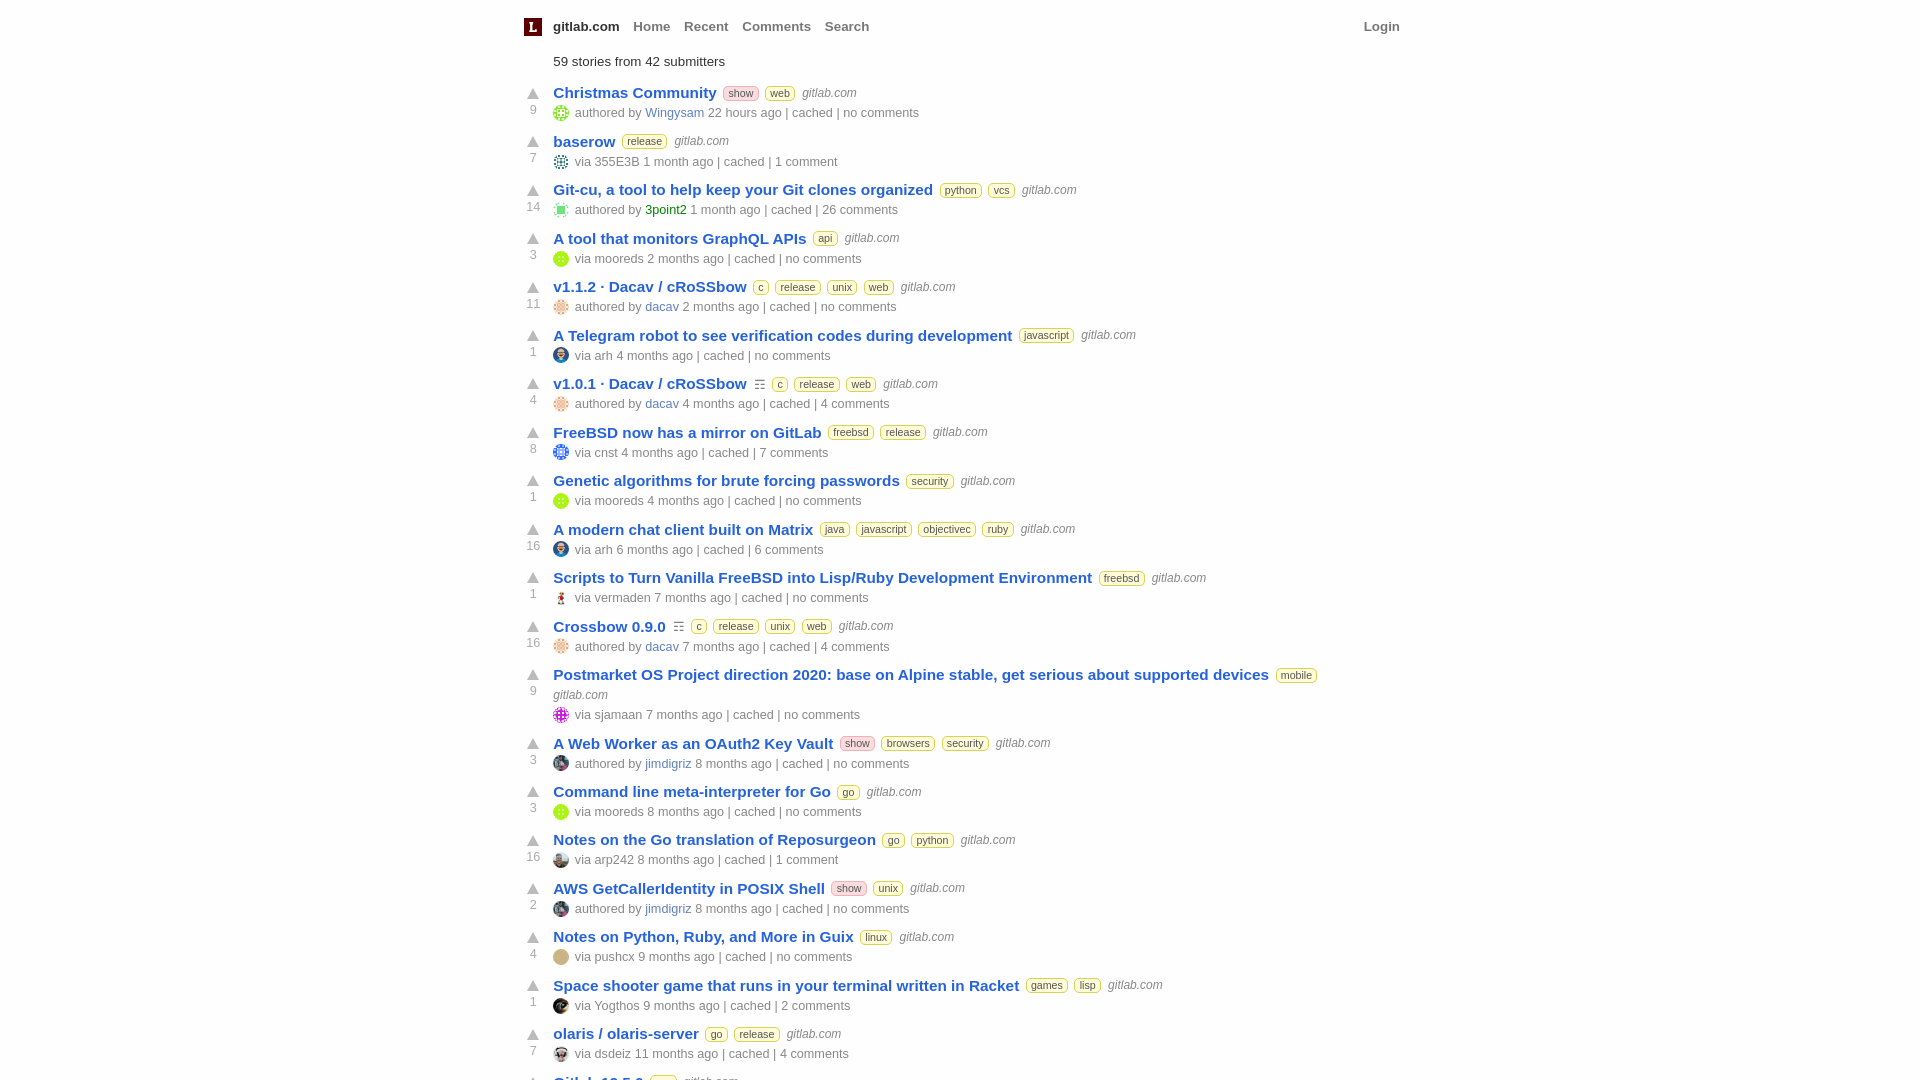 L gitlab.com Home Recent Comments Search Login
59 stories from 42 submitters
Christmas Community show web gitlab.com
9 authored by Wingysam 22 hours ago | cached | no comments
baserow release gitlab.com
7 via 355E3B 1 month ago | cached | 1 comment
Git-cu, a tool to help keep your Git clones organized python vcs gitlab.com
14 authored by 3point2 1 month ago | cached | 26 comments
A tool that monitors GraphQL APIs api gitlab.com
3 via mooreds 2 months ago | cached | no comments
v1.1.2 · Dacav / cRoSSbow c release unix web gitlab.com
11 authored by dacav 2 months ago | cached | no comments
A Telegram robot to see verification codes during development javascript gitlab.com
1 via arh 4 months ago | cached | no comments
v1.0.1 · Dacav / cRoSSbow ☶ c release web gitlab.com
4 authored by dacav 4 months ago | cached | 4 comments
FreeBSD now has a mirror on GitLab freebsd release gitlab.com
8 via cnst 4 months ago | cached | 7 comments
Genetic algorithms for brute forcing passwords security gitlab.com
1 via mooreds 4 months ago | cached | no comments
A modern chat client built on Matrix java javascript objectivec ruby gitlab.com
16 via arh 6 months ago | cached | 6 comments
Scripts to Turn Vanilla FreeBSD into Lisp/Ruby Development Environment freebsd gitlab.com
1 via vermaden 7 months ago | cached | no comments
Crossbow 0.9.0 ☶ c release unix web gitlab.com
16 authored by dacav 7 months ago | cached | 4 comments
Postmarket OS Project direction 2020: base on Alpine stable, get serious about supported devices mobile
9 gitlab.com
via sjamaan 7 months ago | cached | no comments
A Web Worker as an OAuth2 Key Vault show browsers security gitlab.com
3 authored by jimdigriz 8 months ago | cached | no comments
Command line meta-interpreter for Go go gitlab.com
3 via mooreds 8 months ago | cached | no comments
Notes on the Go translation of Reposurgeon go python gitlab.com
16 via arp242 8 months ago | cached | 1 comment
AWS GetCallerIdentity in POSIX Shell show unix gitlab.com
2 authored by jimdigriz 8 months ago | cached | no comments
Notes on Python, Ruby, and More in Guix linux gitlab.com
4 via pushcx 9 months ago | cached | no comments
Space shooter game that runs in your terminal written in Racket games lisp gitlab.com
1 via Yogthos 9 months ago | cached | 2 comments
olaris / olaris-server go release gitlab.com
7 via dsdeiz 11 months ago | cached | 4 comments